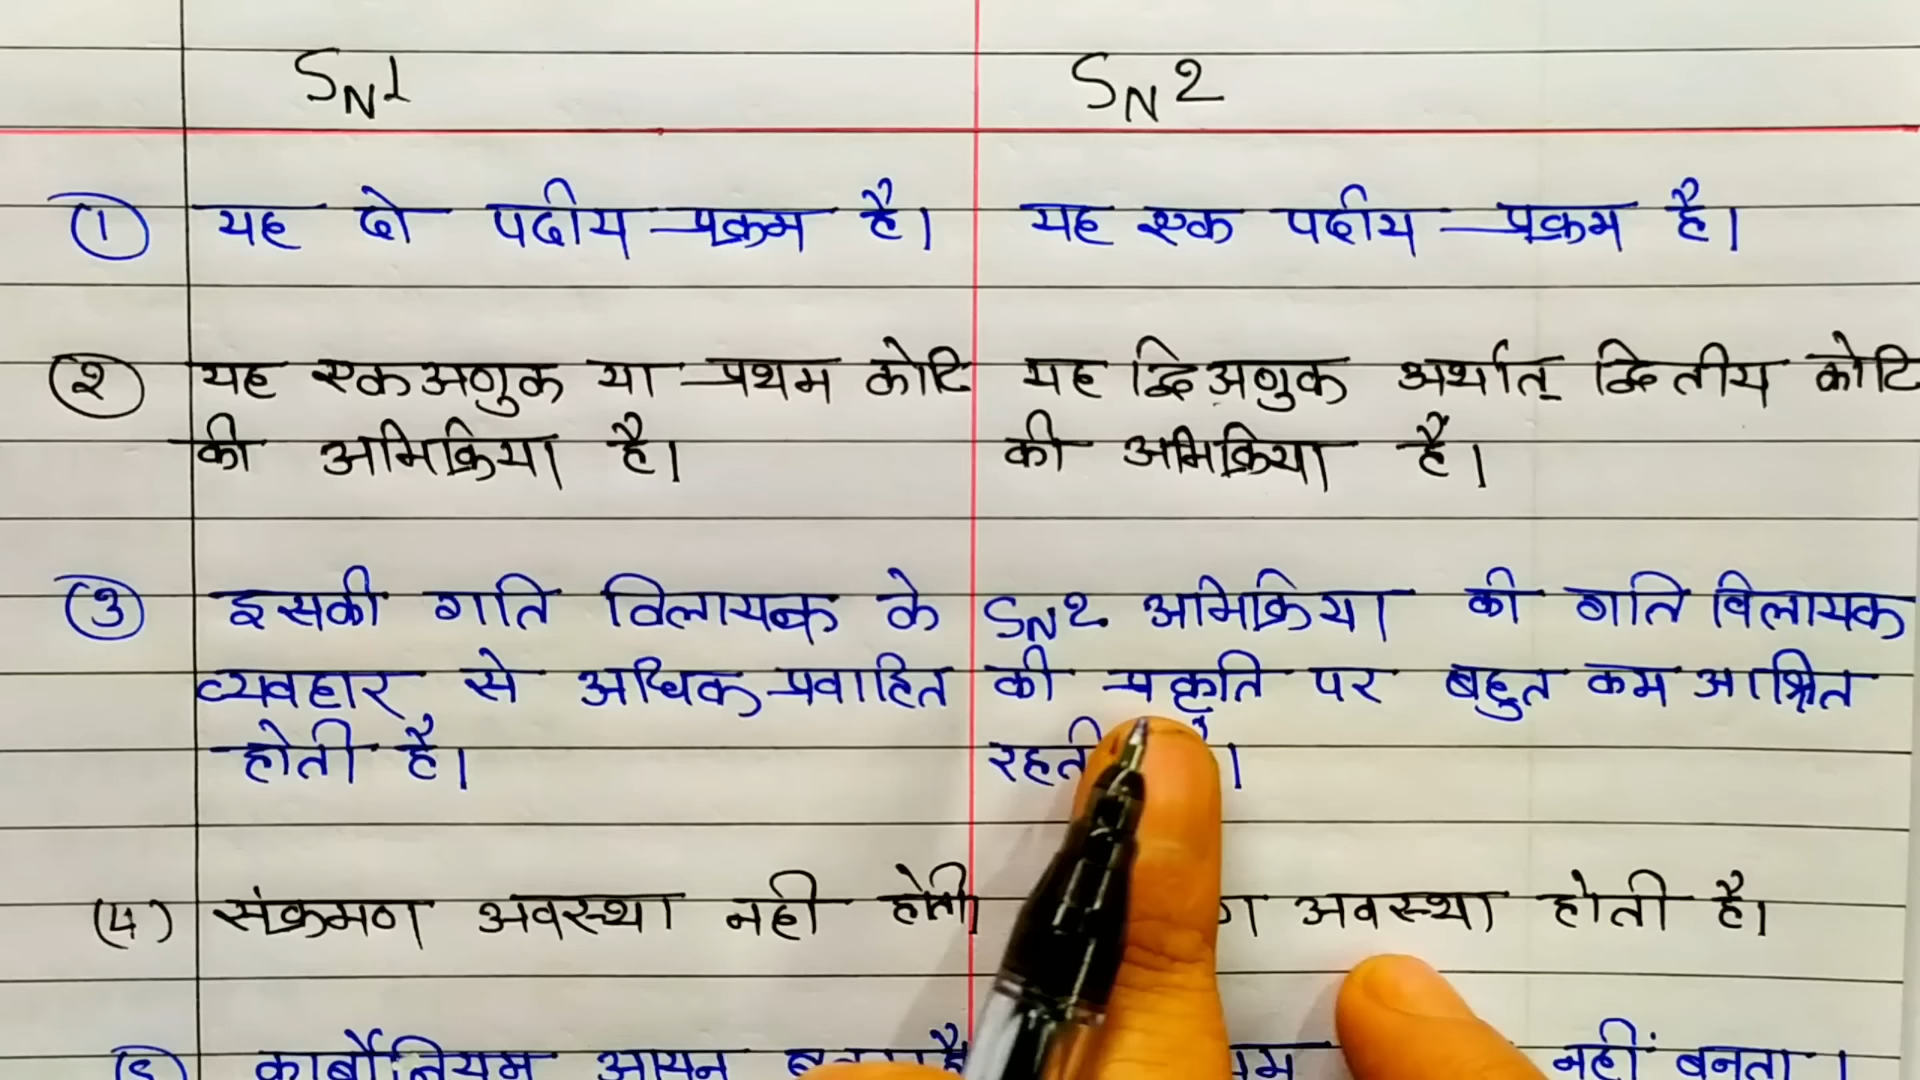 SN1
SN2
① यह दो पदीय प्रक्रम है।
यह एक पदीय प्रक्रम है।
② यह एकअणुक या प्रथम कोटि
की अभिक्रिया है।
यह द्विअणुक अर्थात् द्वितीय कोटि
की अभिक्रिया है।
③ इसकी गति विलायक के
व्यवहार से अधिक प्रवाहित
होती है।
SN2 अभिक्रिया की गति विलायक
की प्रकृति पर बहुत कम आश्रित
रहती है।
(4) संक्रमण अवस्था नही होती
अवस्था होती है।
कार्बोनियम आयन है
नहीं बनता।